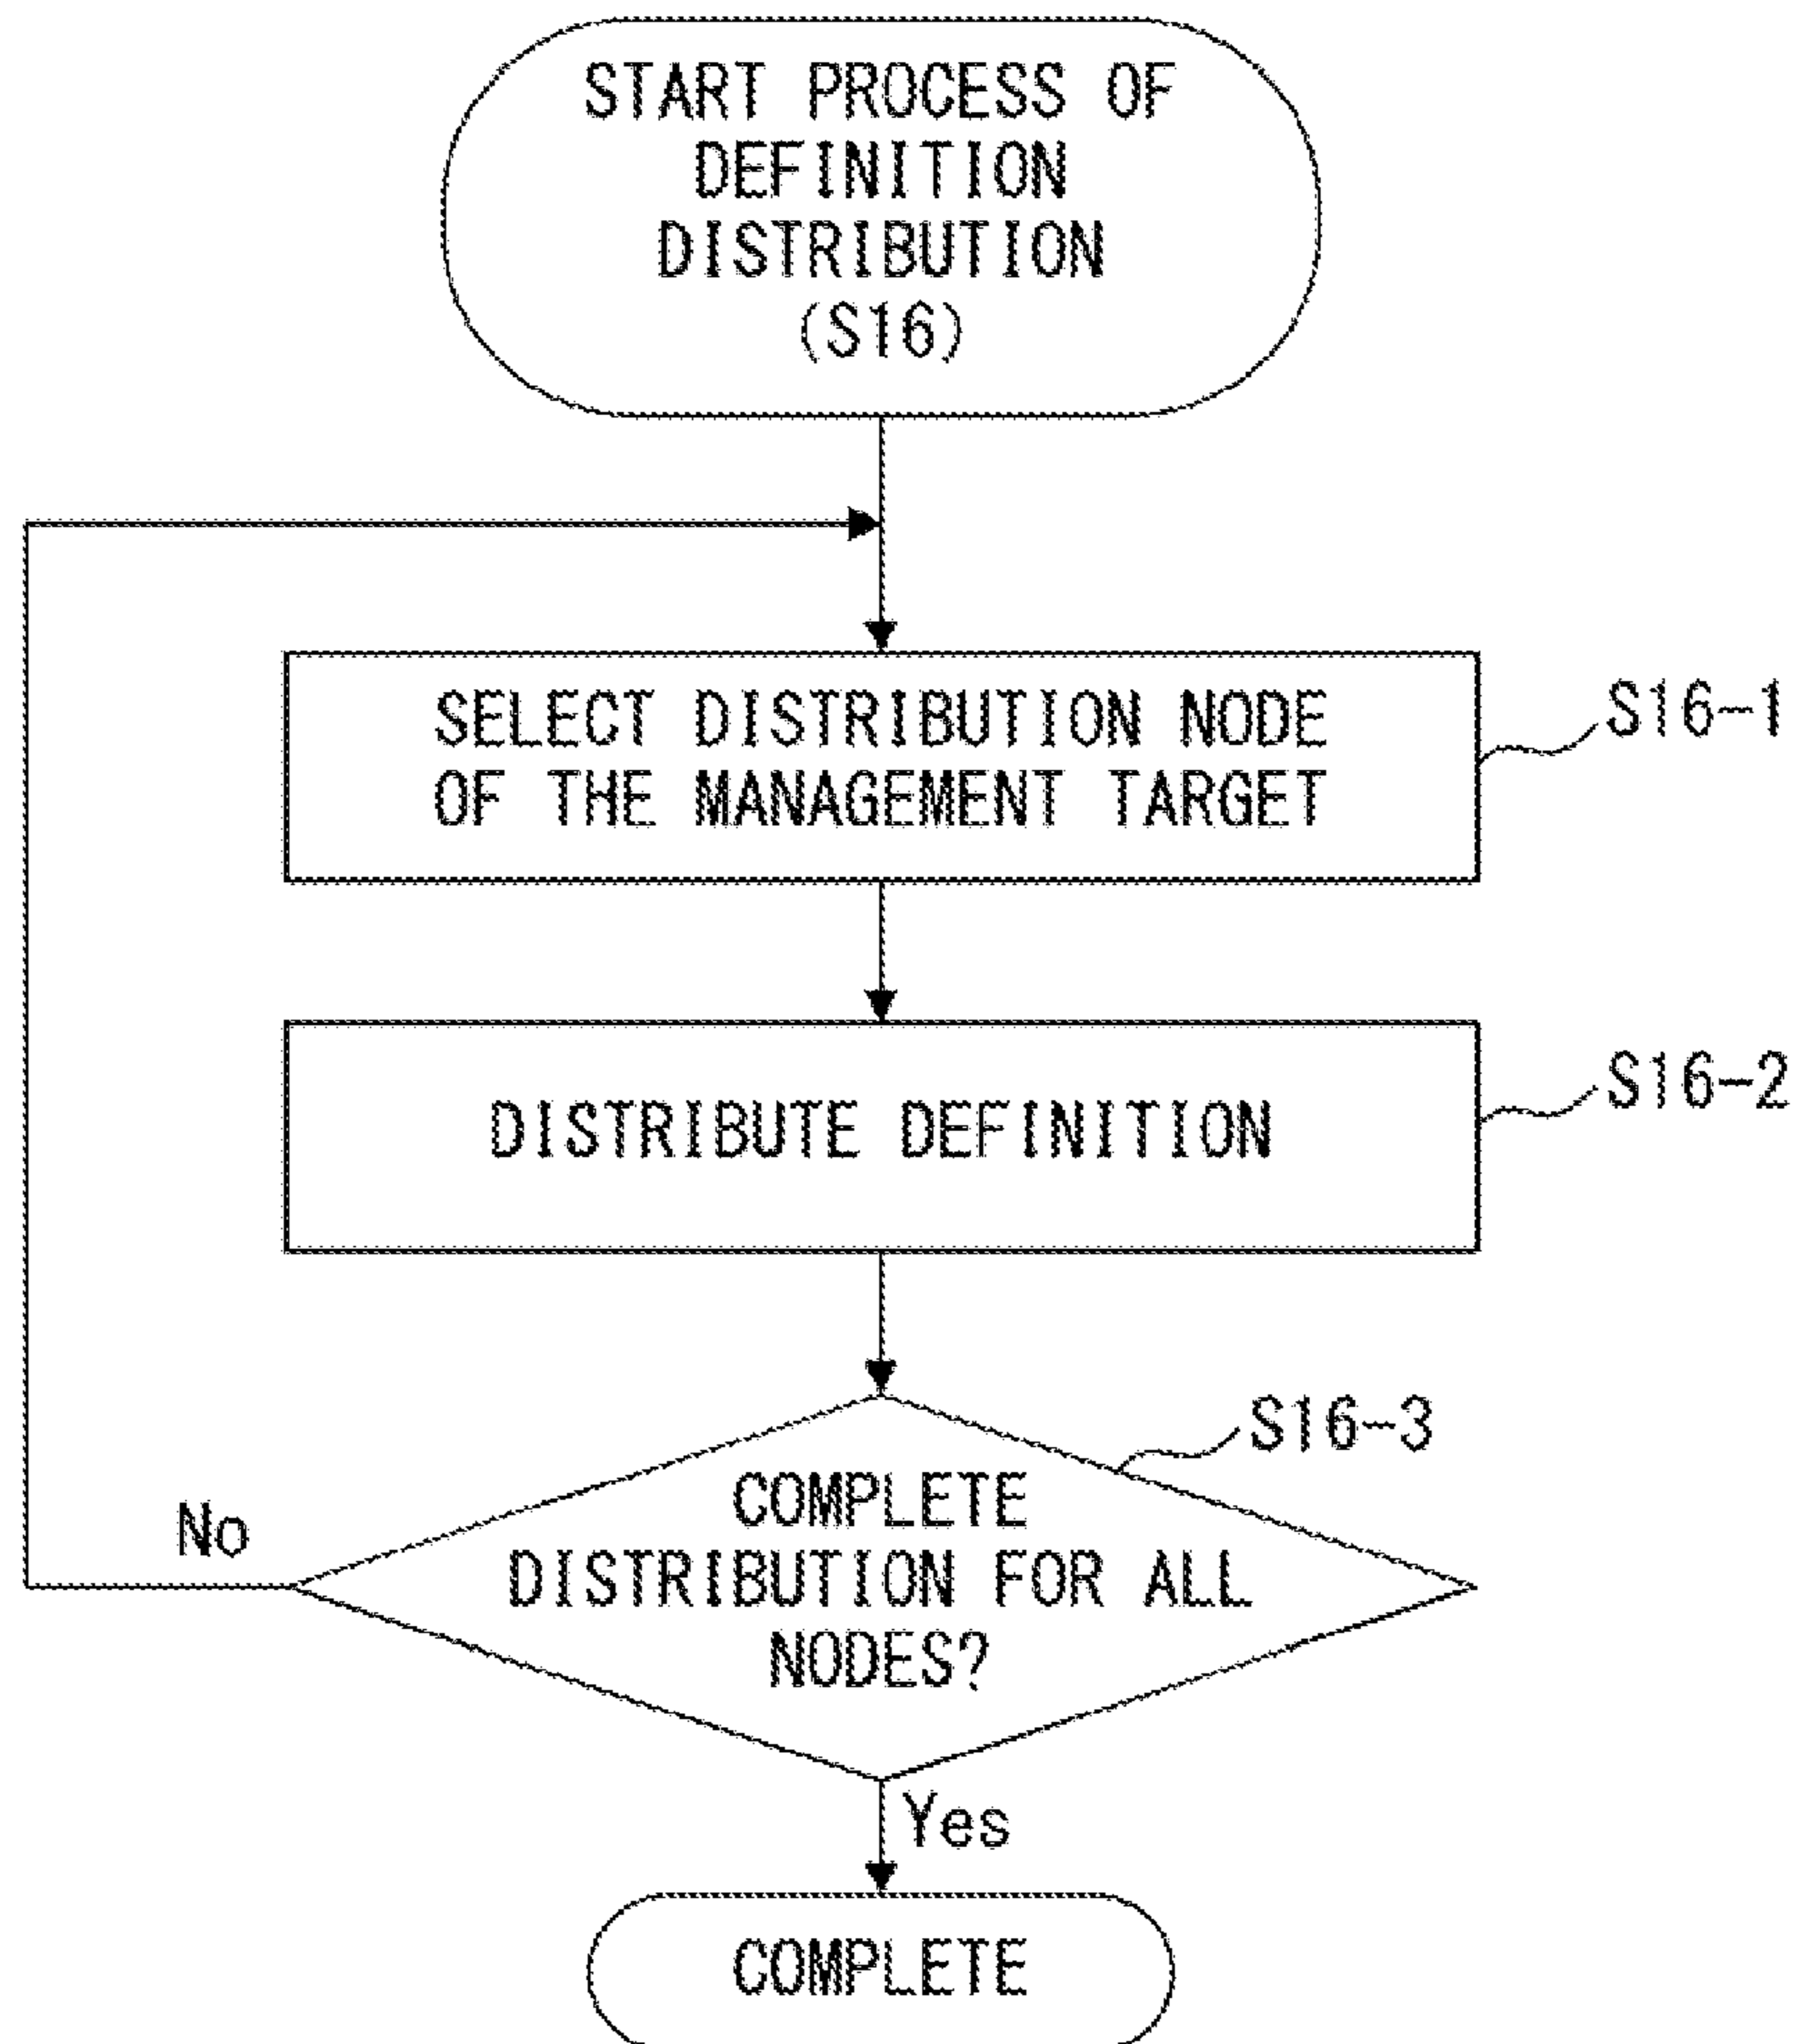 START PROCESS OF
DEFINITION
DISTRIBUTION
(S16)
SELECT DISTRIBUTION NODE
OF THE MANAGEMENT TARGET
S16-1
DISTRIBUTE DEFINITION
S16-2
S16-3
COMPLETE
DISTRIBUTION FOR ALL
NODES?
No
Yes
COMPLETE